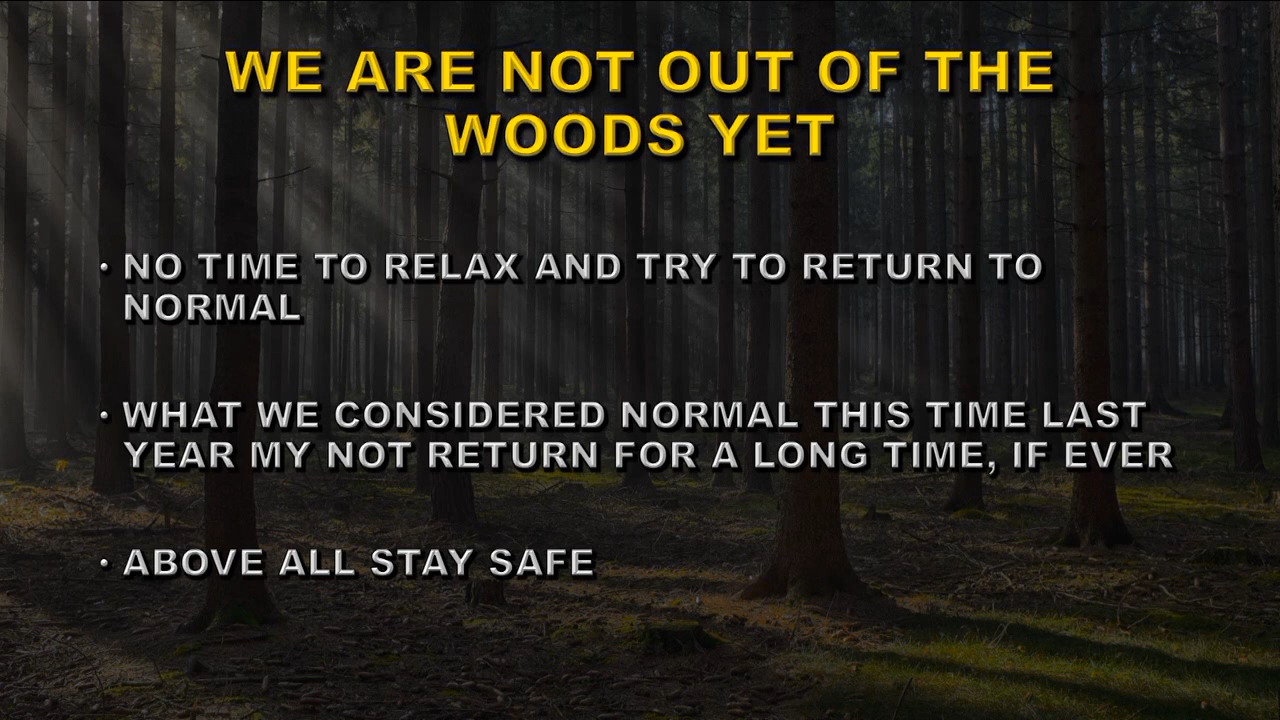 WE ARE NOT OUT OF THE
WOODS YET
• NO TIME TO RELAX AND TRY TO RETURN TO
NORMAL
• WHAT WE CONSIDERED NORMAL THIS TIME LAST
YEAR MY NOT RETURN FOR A LONG TIME, IF EVER
• ABOVE ALL STAY SAFE